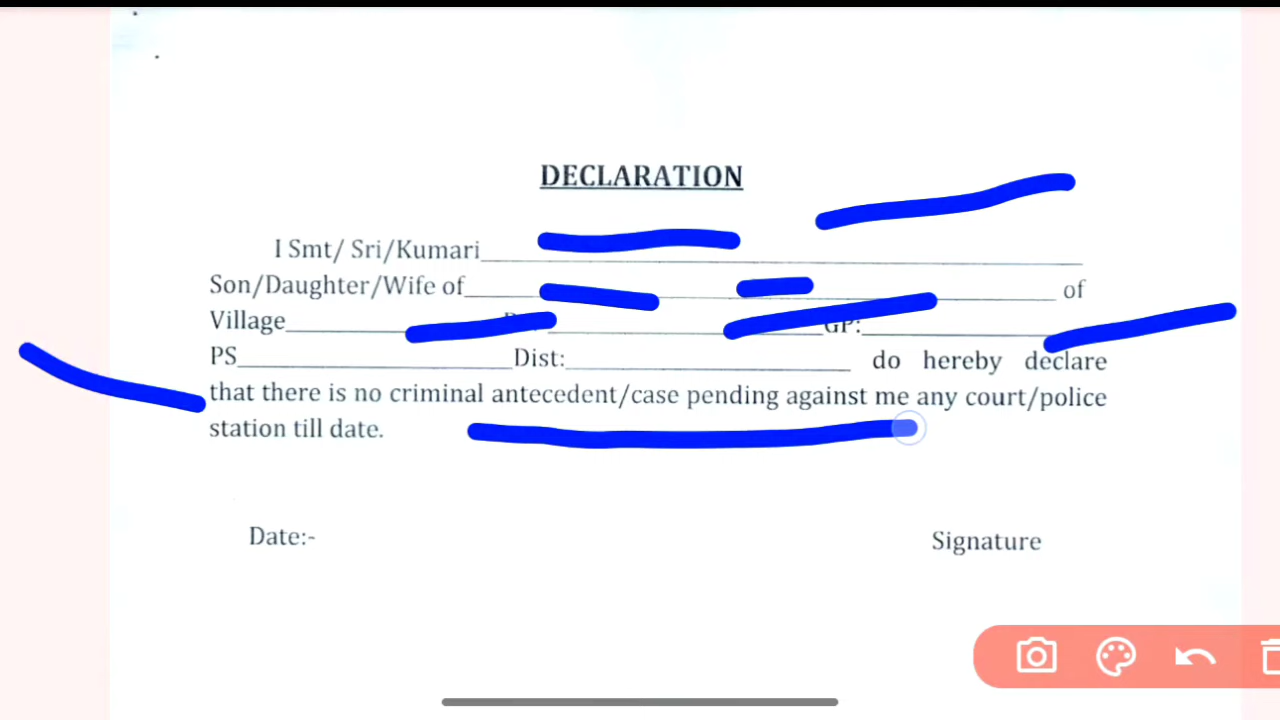 DECLARATION
I Smt/ Sri/Kumari
Son/Daughter/Wife of of
Village GP:
PS Dist: do hereby declare
that there is no criminal antecedent/case pending against me any court/police
station till date.
Date:- Signature